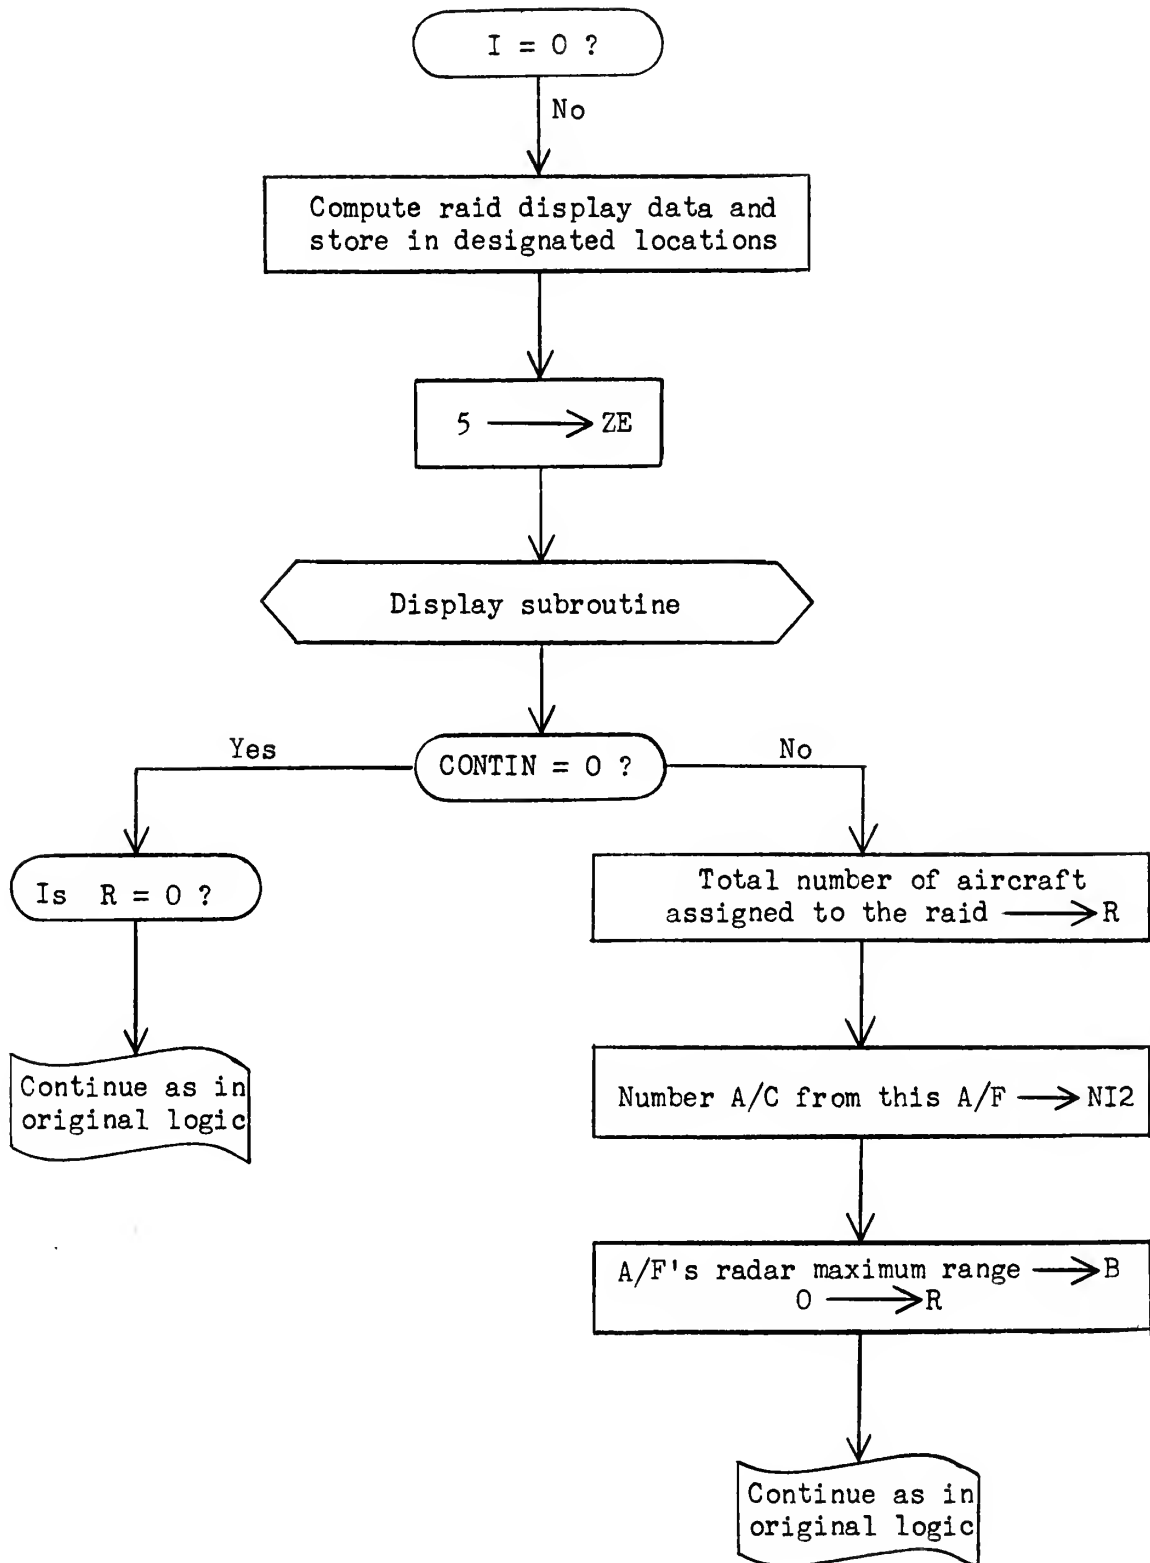 I = 0 ?
No
Compute raid display data and
store in designated locations
5 → ZE
Display subroutine
Yes
CONTIN = 0 ?
No
Is R = 0 ?
Total number of aircraft
assigned to the raid → R
Continue as in
original logic
Number A/C from this A/F → NI2
A/F's radar maximum range → B
0 → R
Continue as in
original logic